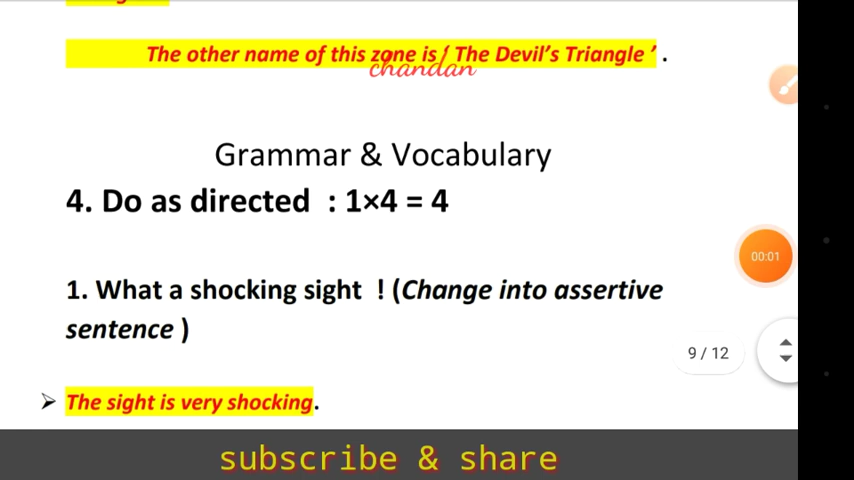 The other name of this zone is ‘ The Devil’s Triangle ’ .
chandan
Grammar & Vocabulary
4. Do as directed : 1×4 = 4
00:01
1. What a shocking sight ! (Change into assertive
sentence )
9 / 12
➢ The sight is very shocking.
subscribe & share